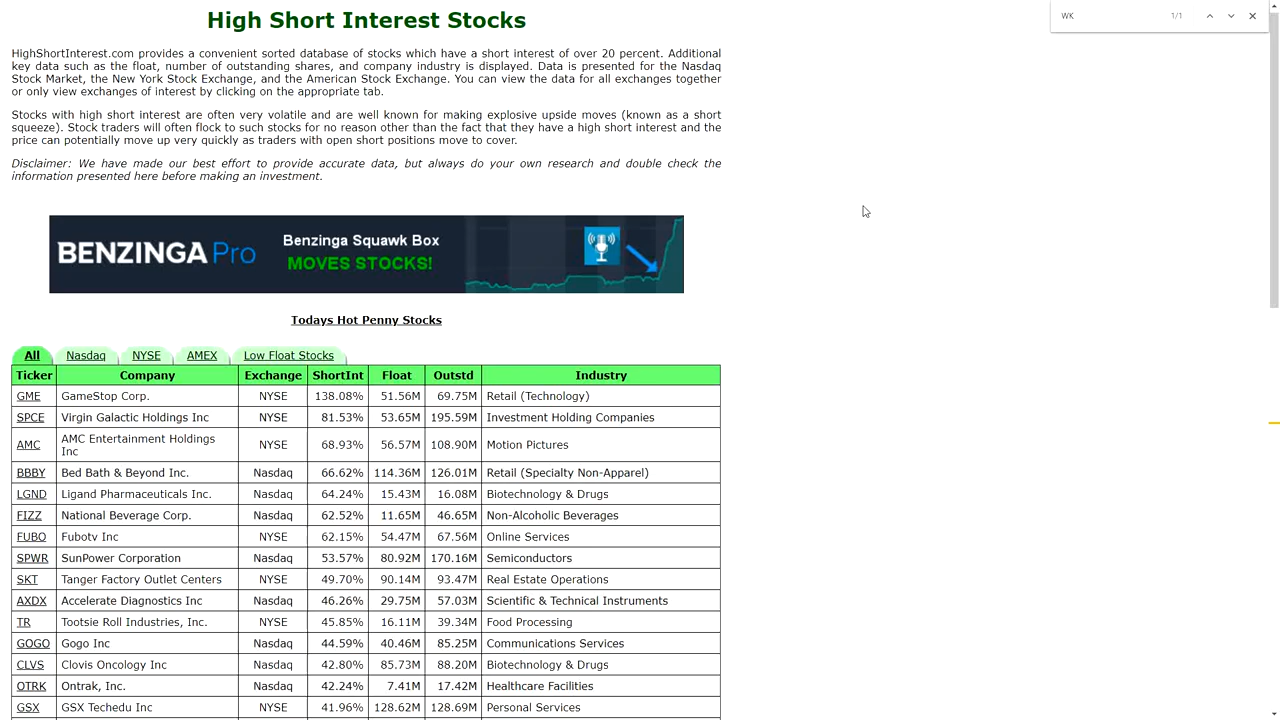 High Short Interest Stocks
WK 1/1
HighShortInterest.com provides a convenient sorted database of stocks which have a short interest of over 20 percent. Additional
key data such as the float, number of outstanding shares, and company industry is displayed. Data is presented for the Nasdaq
Stock Market, the New York Stock Exchange, and the American Stock Exchange. You can view the data for all exchanges together
or only view exchanges of interest by clicking on the appropriate tab.
Stocks with high short interest are often very volatile and are well known for making explosive upside moves (known as a short
squeeze). Stock traders will often flock to such stocks for no reason other than the fact that they have a high short interest and the
price can potentially move up very quickly as traders with open short positions move to cover.
Disclaimer: We have made our best effort to provide accurate data, but always do your own research and double check the
information presented here before making an investment.
BENZINGA Pro
Benzinga Squawk Box
MOVES STOCKS!
Todays Hot Penny Stocks
All Nasdaq NYSE AMEX Low Float Stocks
Ticker Company Exchange ShortInt Float Outstd Industry
GME GameStop Corp. NYSE 138.08% 51.56M 69.75M Retail (Technology)
SPCE Virgin Galactic Holdings Inc NYSE 81.53% 53.65M 195.59M Investment Holding Companies
AMC AMC Entertainment Holdings Inc NYSE 68.93% 56.57M 108.90M Motion Pictures
BBBY Bed Bath & Beyond Inc. Nasdaq 66.62% 114.36M 126.01M Retail (Specialty Non-Apparel)
LGND Ligand Pharmaceuticals Inc. Nasdaq 64.24% 15.43M 16.08M Biotechnology & Drugs
FIZZ National Beverage Corp. Nasdaq 62.52% 11.65M 46.65M Non-Alcoholic Beverages
FUBO Fubotv Inc NYSE 62.15% 54.47M 67.56M Online Services
SPWR SunPower Corporation Nasdaq 53.57% 80.92M 170.16M Semiconductors
SKT Tanger Factory Outlet Centers NYSE 49.70% 90.14M 93.47M Real Estate Operations
AXDX Accelerate Diagnostics Inc Nasdaq 46.26% 29.75M 57.03M Scientific & Technical Instruments
TR Tootsie Roll Industries, Inc. NYSE 45.85% 16.11M 39.34M Food Processing
GOGO Gogo Inc Nasdaq 44.59% 40.46M 85.25M Communications Services
CLVS Clovis Oncology Inc Nasdaq 42.80% 85.73M 88.20M Biotechnology & Drugs
OTRK Ontrak, Inc. Nasdaq 42.24% 7.41M 17.42M Healthcare Facilities
GSX GSX Techedu Inc NYSE 41.96% 128.62M 128.69M Personal Services